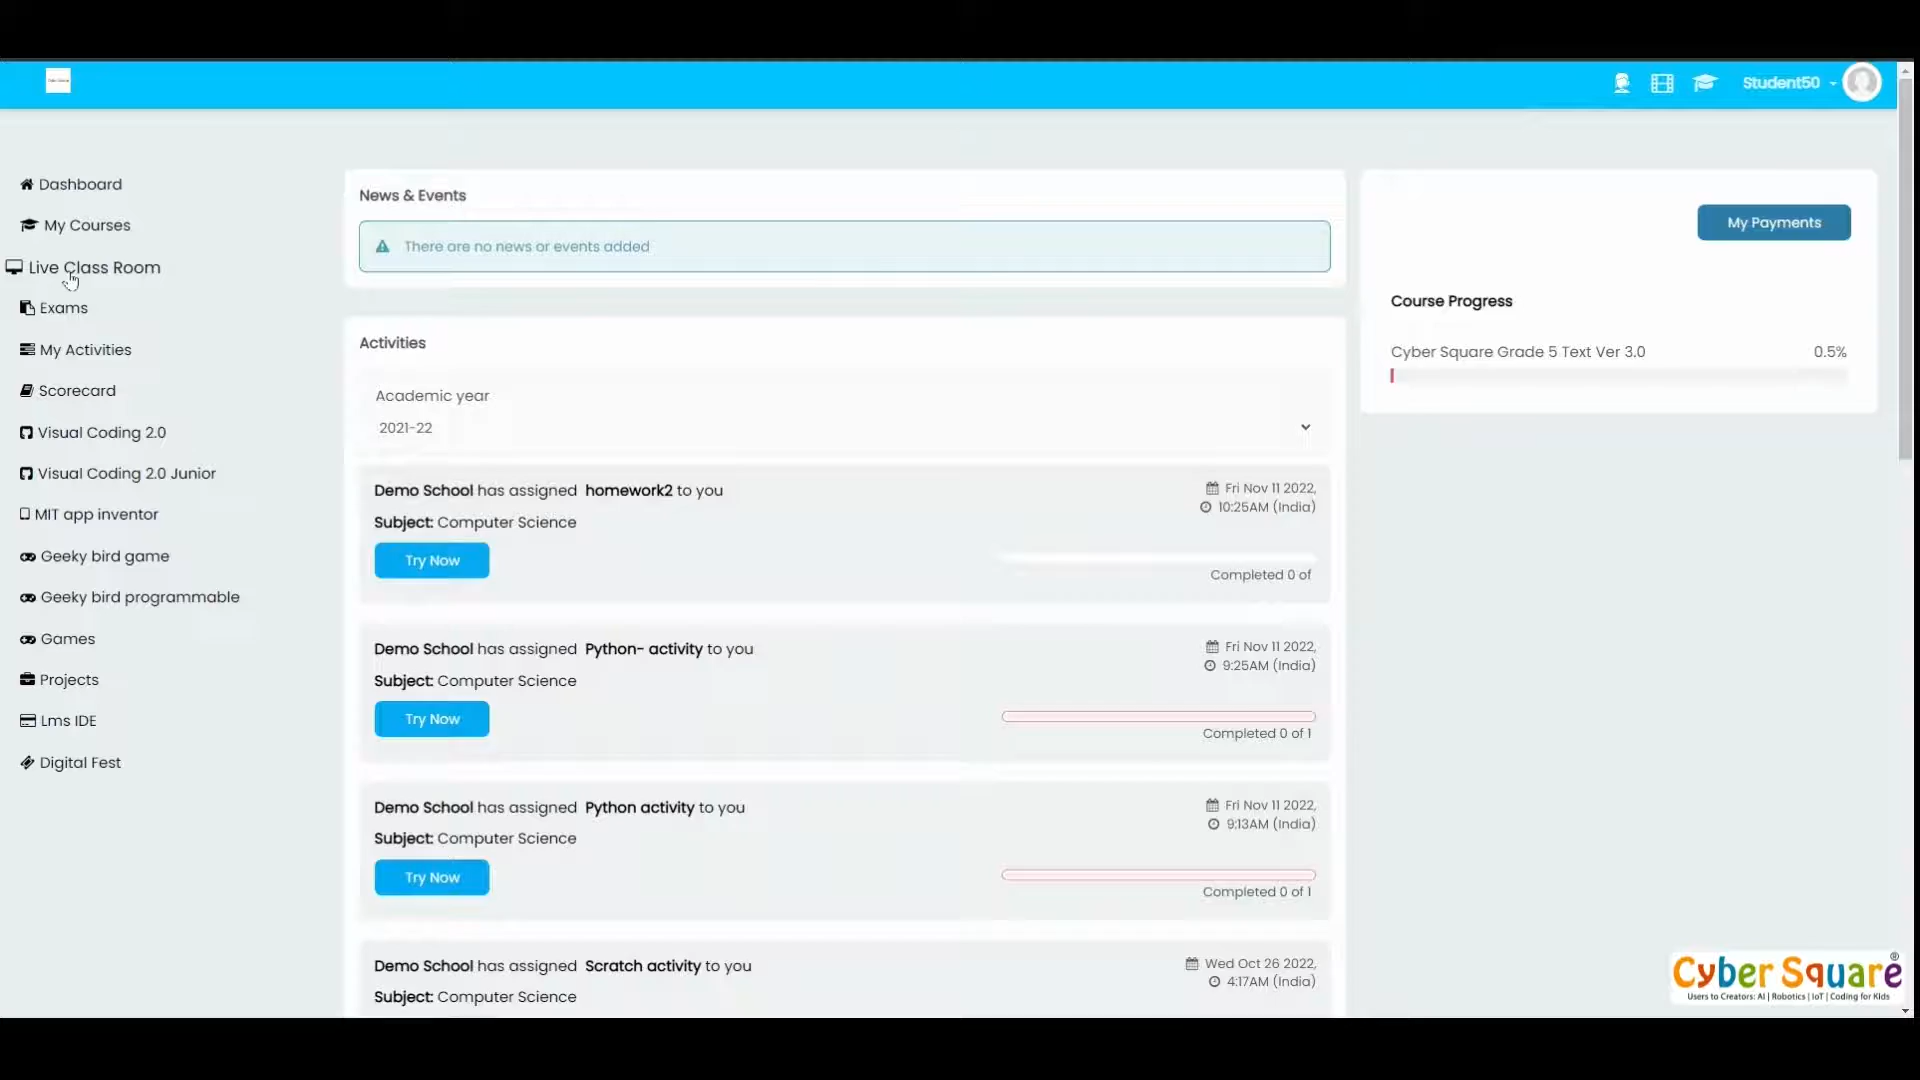 Student50
Dashboard
My Courses
Live Class Room
Exams
My Activities
Scorecard
Visual Coding 2.0
Visual Coding 2.0 Junior
MIT app inventor
Geeky bird game
Geeky bird programmable
Games
Projects
Lms IDE
Digital Fest
News & Events
There are no news or events added
Activities
Academic year
2021-22
Demo School has assigned homework2 to you
Fri Nov 11 2022,
10:25AM (India)
Subject: Computer Science
Try Now
Completed 0 of
Demo School has assigned Python- activity to you
Fri Nov 11 2022,
9:25AM (India)
Subject: Computer Science
Try Now
Completed 0 of 1
Demo School has assigned Python activity to you
Fri Nov 11 2022,
9:13AM (India)
Subject: Computer Science
Try Now
Completed 0 of 1
Demo School has assigned Scratch activity to you
Wed Oct 26 2022,
4:17AM (India)
Subject: Computer Science
My Payments
Course Progress
Cyber Square Grade 5 Text Ver 3.0 0.5%
Cyber Square®
Users to Creators: AI | Robotics | IoT | Coding for Kids